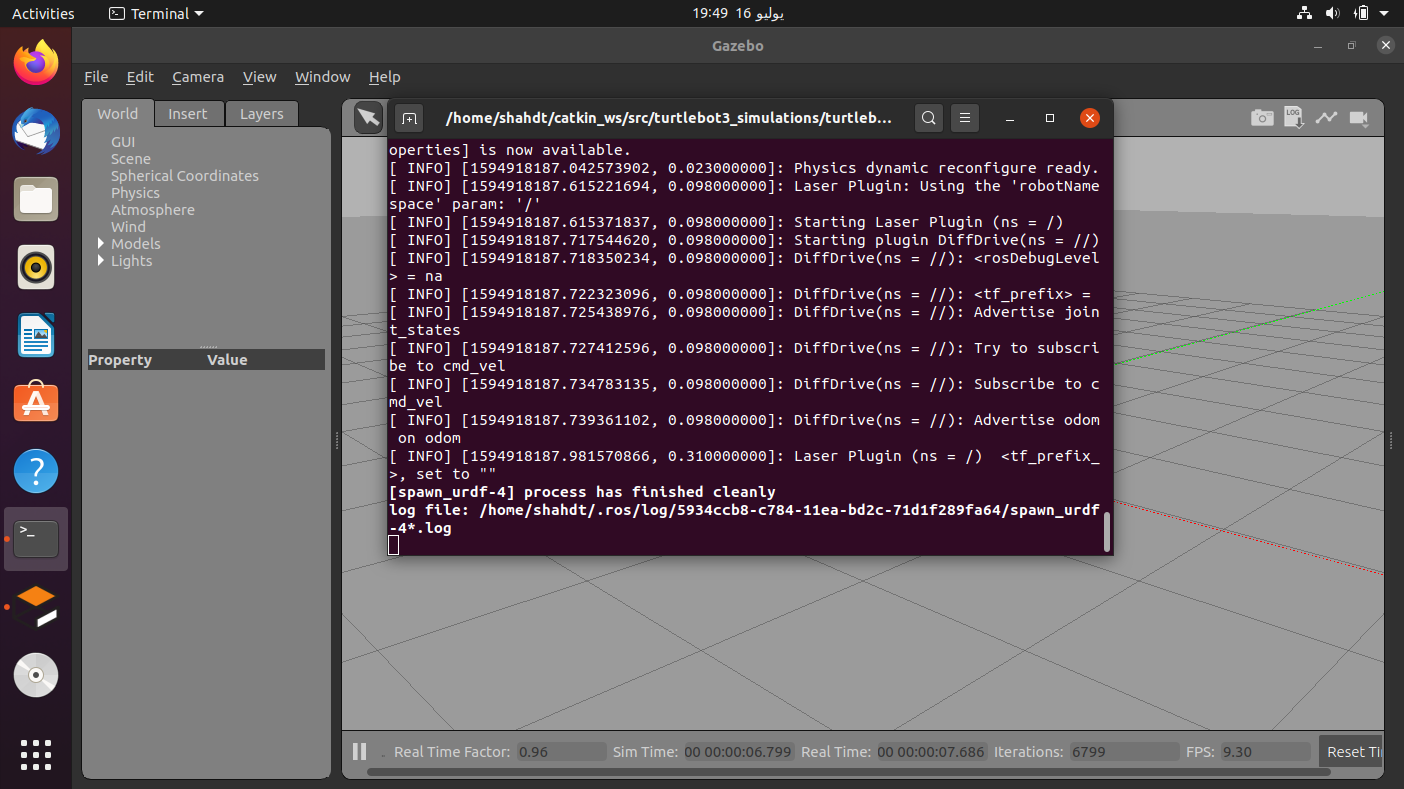 Activities
Terminal
19:49 16 يوليو
Gazebo
File Edit Camera View Window Help
World Insert Layers
GUI
Scene
Spherical Coordinates
Physics
Atmosphere
Wind
Models
Lights
Property Value
LOG
/home/shahdt/catkin_ws/src/turtlebot3_simulations/turtleb...
operties] is now available.
[ INFO] [1594918187.042573902, 0.023000000]: Physics dynamic reconfigure ready.
[ INFO] [1594918187.615221694, 0.098000000]: Laser Plugin: Using the 'robotName
space' param: '/'
[ INFO] [1594918187.615371837, 0.098000000]: Starting Laser Plugin (ns = /)
[ INFO] [1594918187.717544620, 0.098000000]: Starting plugin DiffDrive(ns = //)
[ INFO] [1594918187.718350234, 0.098000000]: DiffDrive(ns = //): <rosDebugLevel
> = na
[ INFO] [1594918187.722323096, 0.098000000]: DiffDrive(ns = //): <tf_prefix> =
[ INFO] [1594918187.725438976, 0.098000000]: DiffDrive(ns = //): Advertise join
t_states
[ INFO] [1594918187.727412596, 0.098000000]: DiffDrive(ns = //): Try to subscri
be to cmd_vel
[ INFO] [1594918187.734783135, 0.098000000]: DiffDrive(ns = //): Subscribe to c
md_vel
[ INFO] [1594918187.739361102, 0.098000000]: DiffDrive(ns = //): Advertise odom
 on odom
[ INFO] [1594918187.981570866, 0.310000000]: Laser Plugin (ns = /)  <tf_prefix_
>, set to ""
[spawn_urdf-4] process has finished cleanly
log file: /home/shahdt/.ros/log/5934ccb8-c784-11ea-bd2c-71d1f289fa64/spawn_urdf
-4*.log
Real Time Factor: 0.96 Sim Time: 00 00:00:06.799 Real Time: 00 00:00:07.686 Iterations: 6799 FPS: 9.30 Reset Ti